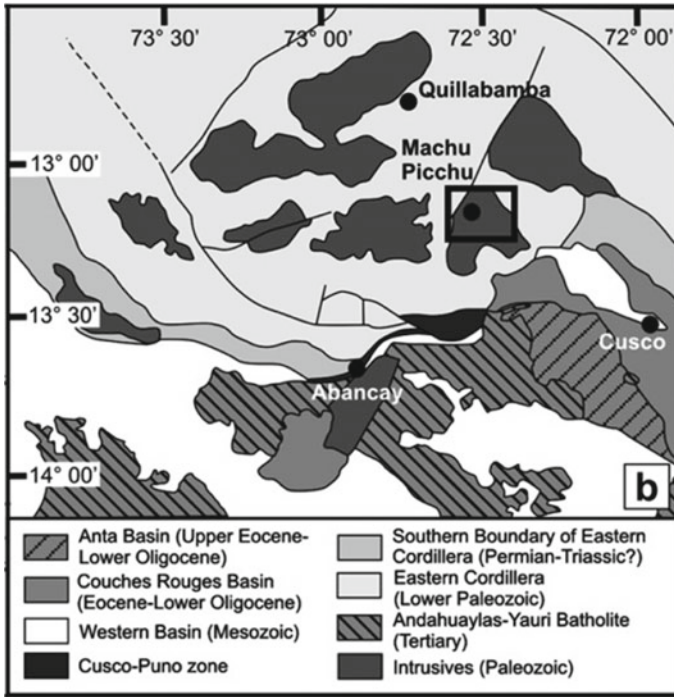 73° 30' 73° 00' 72° 30' 72° 00'
Quillabamba
Machu
Picchu
13° 00'
13° 30'
Cusco
Abancay
14° 00'
b
Anta Basin (Upper Eocene-
Lower Oligocene)
Couches Rouges Basin
(Eocene-Lower Oligocene)
Western Basin (Mesozoic)
Cusco-Puno zone
Southern Boundary of Eastern
Cordillera (Permian-Triassic?)
Eastern Cordillera
(Lower Paleozoic)
Andahuaylas-Yauri Batholite
(Tertiary)
Intrusives (Paleozoic)